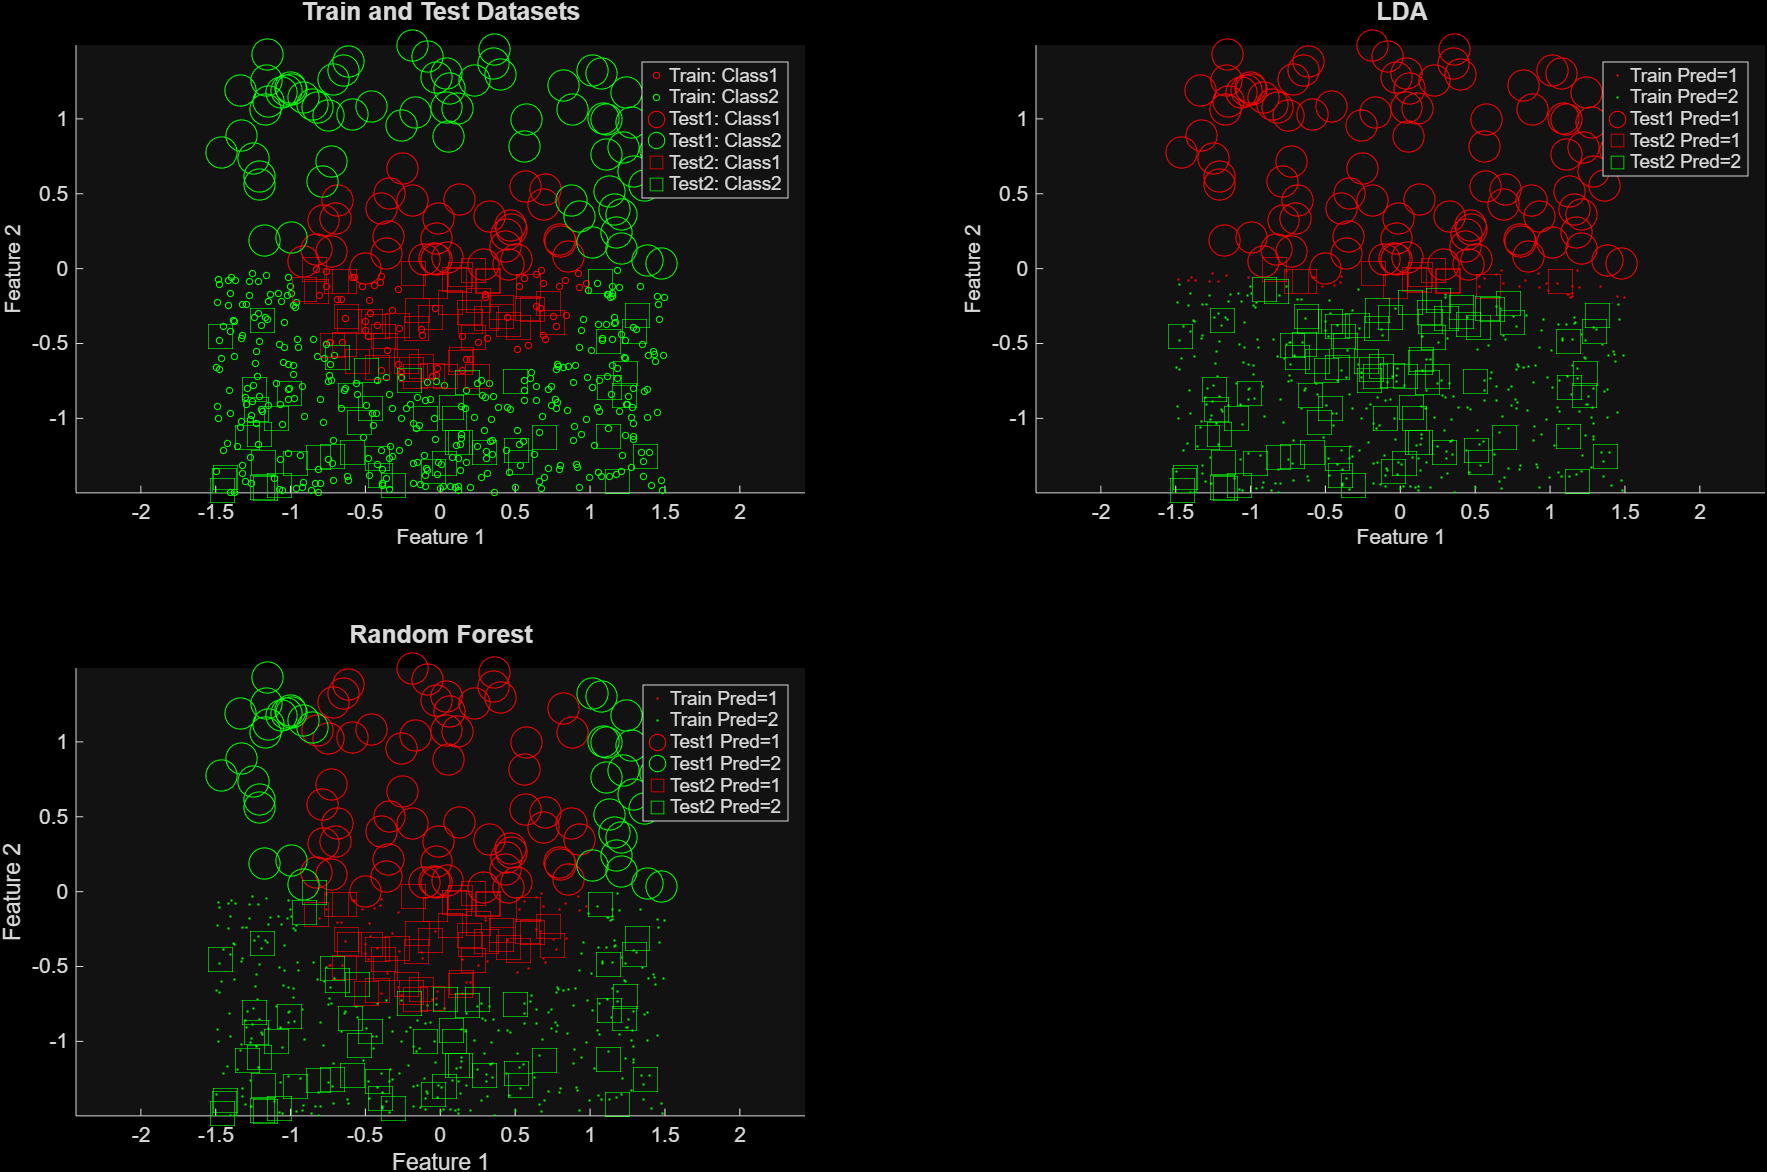 Train and Test Datasets
Train: Class1
Train: Class2
Test1: Class1
Test1: Class2
Test2: Class1
Test2: Class2
1
0.5
0
-0.5
-1
Feature 2
-2
-1.5
-1
-0.5
0
0.5
1
1.5
2
Feature 1
LDA
Train Pred=1
Train Pred=2
Test1 Pred=1
Test2 Pred=1
Test2 Pred=2
1
0.5
0
-0.5
-1
Feature 2
-2
-1.5
-1
-0.5
0
0.5
1
1.5
2
Feature 1
Random Forest
Train Pred=1
Train Pred=2
Test1 Pred=1
Test1 Pred=2
Test2 Pred=1
Test2 Pred=2
1
0.5
0
-0.5
-1
Feature 2
-2
-1.5
-1
-0.5
0
0.5
1
1.5
2
Feature 1